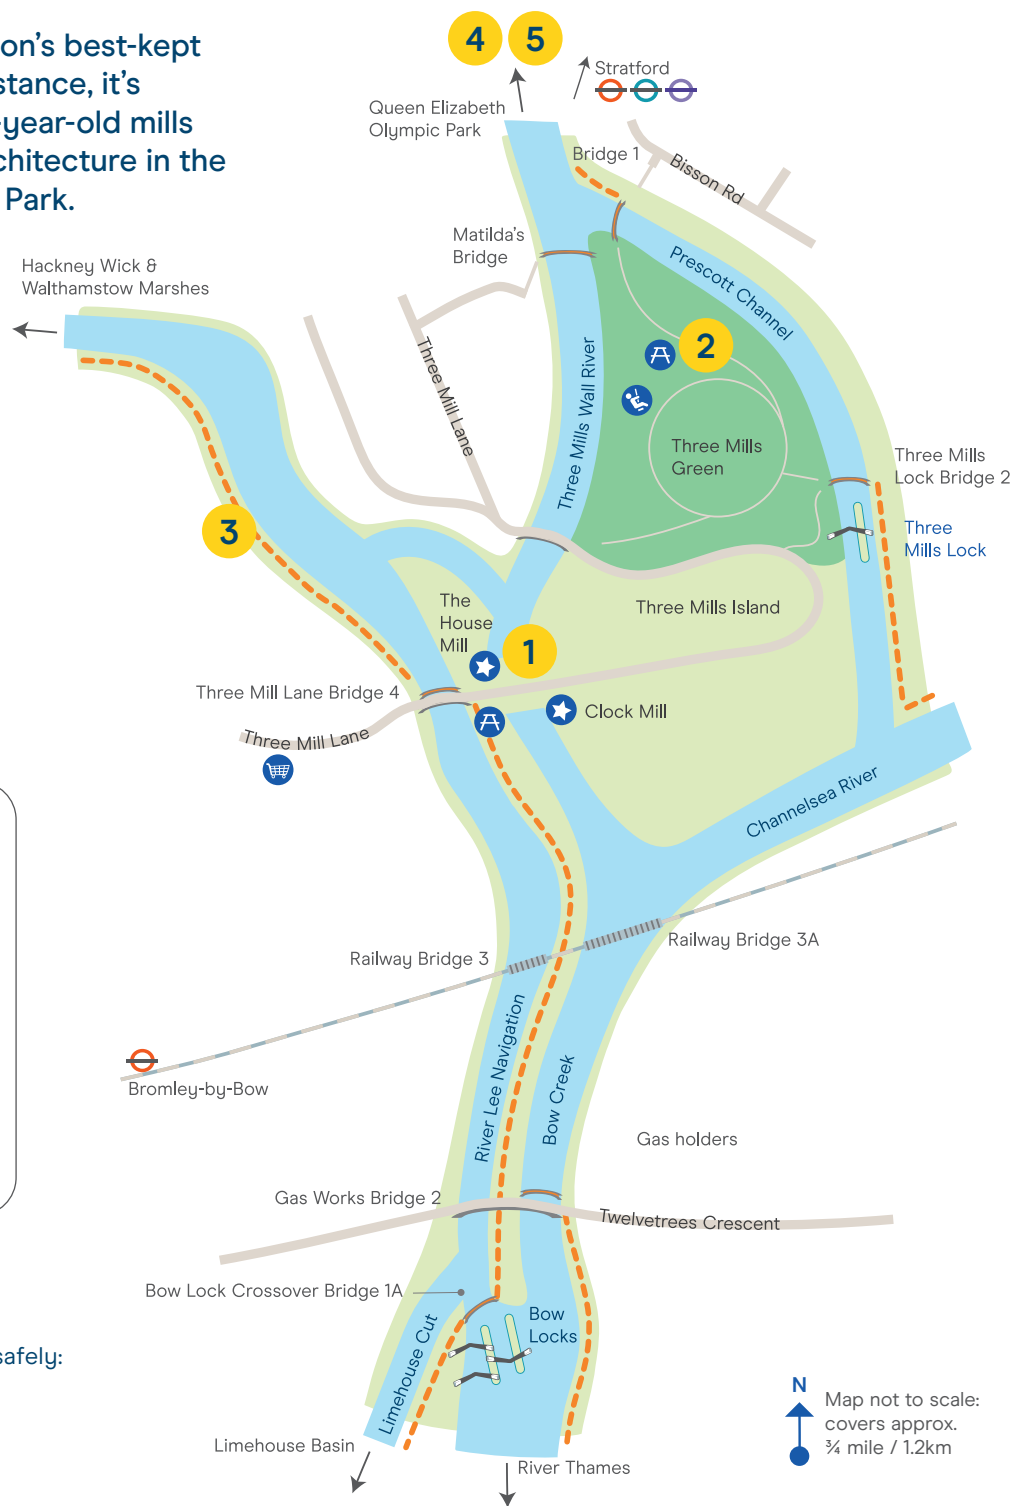 on's best-kept
stance, it's
-year-old mills
chitecture in the
Park.
4
5
Stratford
Queen Elizabeth
Olympic Park
Bridge 1
Bisson Rd
Matilda's
Bridge
Prescott Channel
Hackney Wick &
Walthamstow Marshes
2
Three Mill Lane
Three Mills Wall River
Three Mills
Green
Three Mills
Lock Bridge 2
3
Three
Mills Lock
The
House
Mill
Three Mills Island
1
Three Mill Lane Bridge 4
Clock Mill
Three Mill Lane
Channelsea River
Railway Bridge 3A
Railway Bridge 3
River Lee Navigation
Bow Creek
Bromley-by-Bow
Gas holders
Gas Works Bridge 2
Twelvetrees Crescent
Bow Lock Crossover Bridge 1A
Bow
Locks
Limehouse Cut
safely:
N
Map not to scale:
covers approx.
¾ mile / 1.2km
Limehouse Basin
River Thames